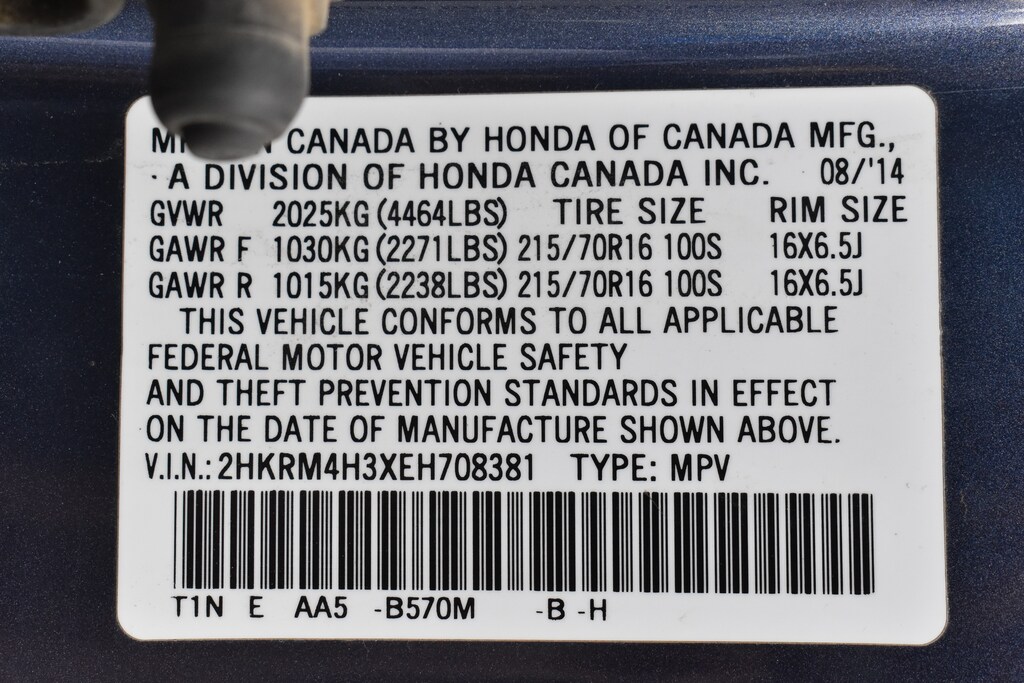 CANADA BY HONDA OF CANADA MFG.,
A DIVISION OF HONDA CANADA INC. 08/'14
GVWR 2025KG (4464LBS) TIRE SIZE RIM SIZE
GAWR F 1030KG (2271LBS) 215/70R16 100S 16X6.5J
GAWR R 1015KG (2238LBS) 215/70R16 100S 16X6.5J
THIS VEHICLE CONFORMS TO ALL APPLICABLE
FEDERAL MOTOR VEHICLE SAFETY
AND THEFT PREVENTION STANDARDS IN EFFECT
ON THE DATE OF MANUFACTURE SHOWN ABOVE.
V.I.N.: 2HKRM4H3XEH708381 TYPE: MPV
T1N E AA5 -B570M -B -H